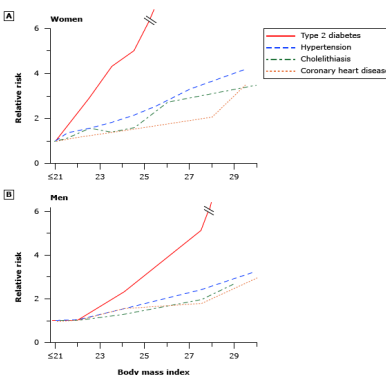 A Women
6
4
2
0
Relative risk
≤21 23 25 27 29
Type 2 diabetes
Hypertension
Cholelithiasis
Coronary heart disease
B Men
6
4
2
0
Relative risk
≤21 23 25 27 29
Body mass index